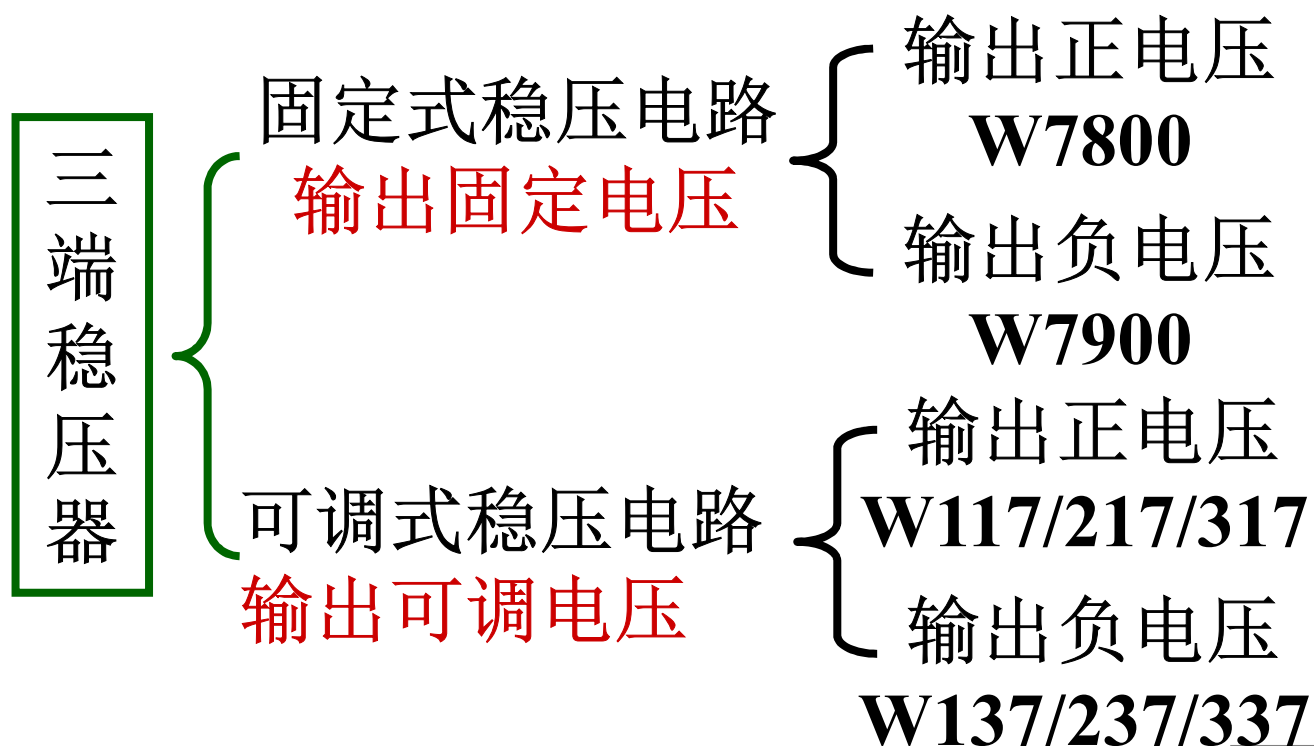 三端稳压器
固定式稳压电路
输出固定电压
输出正电压
W7800
输出负电压
W7900
可调式稳压电路
输出可调电压
输出正电压
W117/217/317
输出负电压
W137/237/337